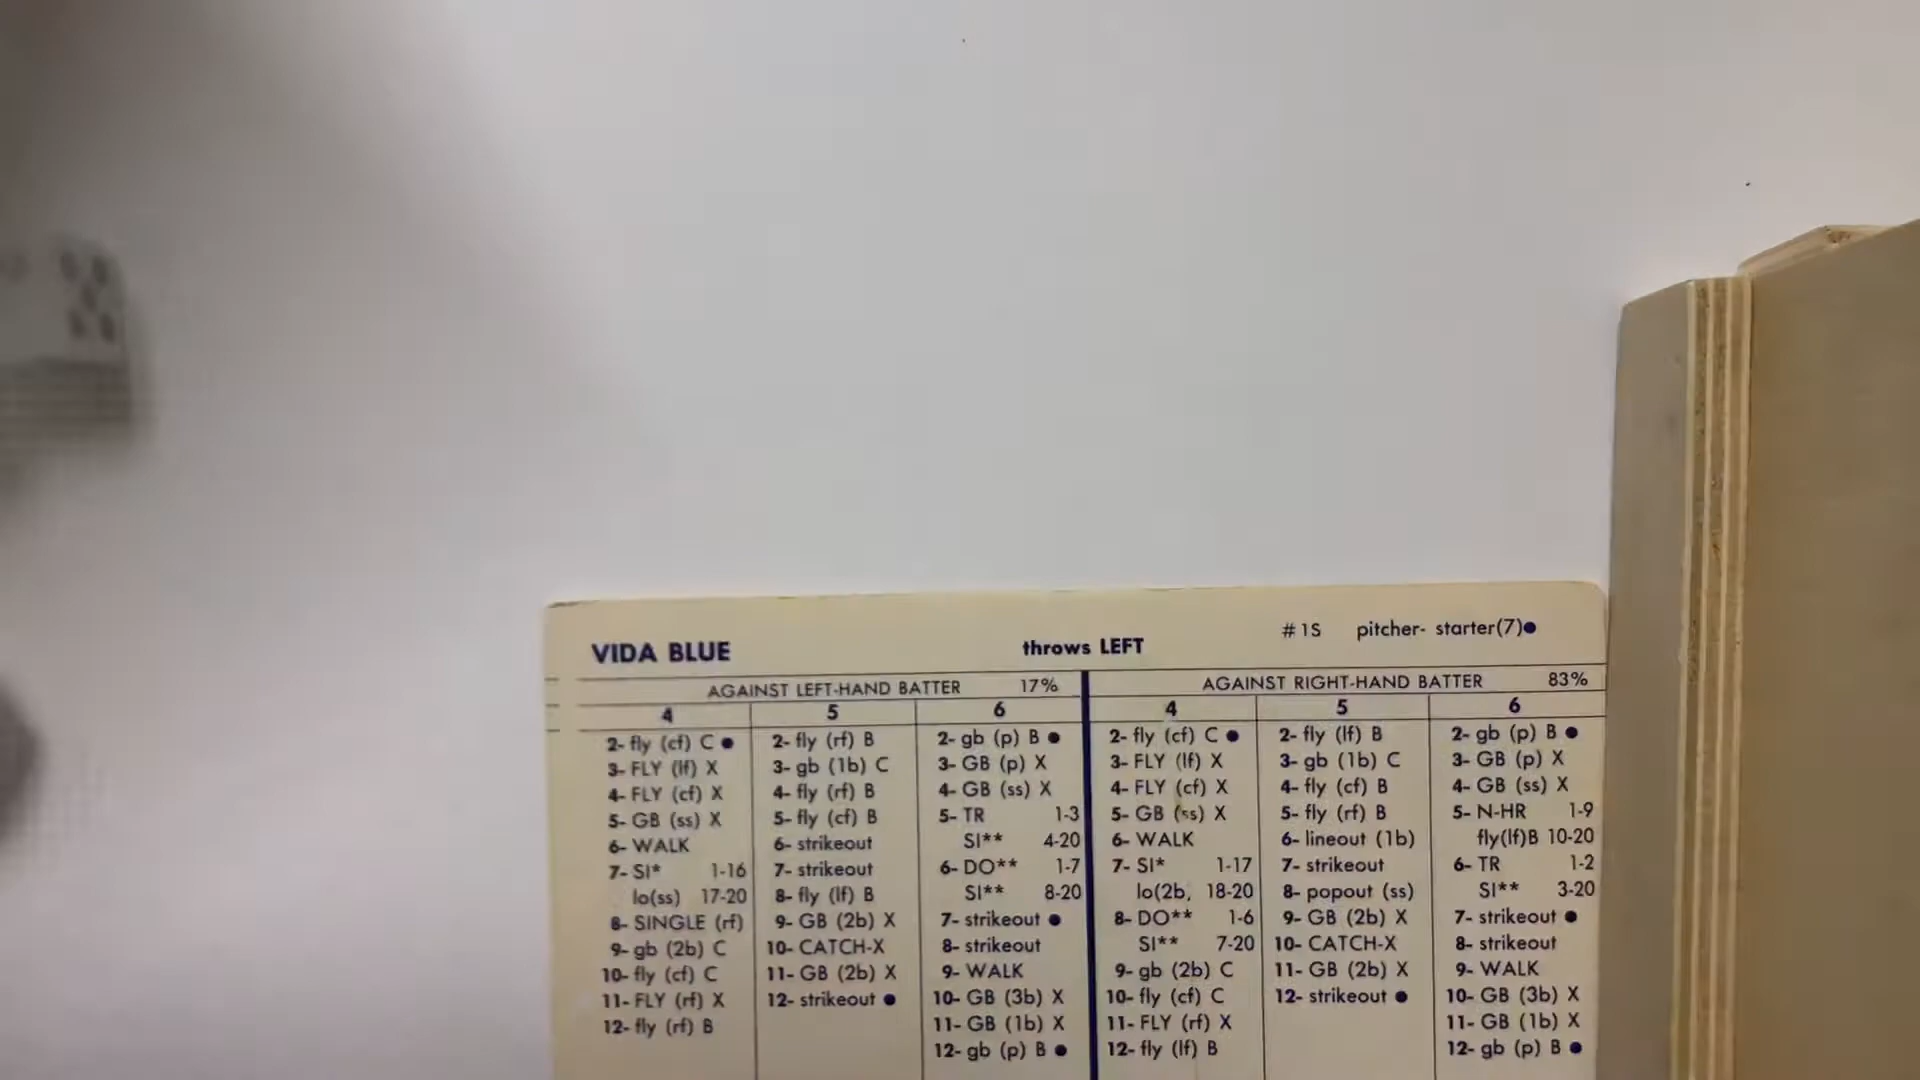 VIDA BLUE throws LEFT #1S pitcher- starter(7)●
AGAINST LEFT-HAND BATTER 17% AGAINST RIGHT-HAND BATTER 83%
4 5 6 4 5 6
2- fly (cf) C ● 2- fly (rf) B 2- gb (p) B ● 2- fly (cf) C ● 2- fly (lf) B 2- gb (p) B ●
3- FLY (lf) X 3- gb (1b) C 3- GB (p) X 3- FLY (lf) X 3- gb (1b) C 3- GB (p) X
4- FLY (cf) X 4- fly (rf) B 4- GB (ss) X 4- FLY (cf) X 4- fly (cf) B 4- GB (ss) X
5- GB (ss) X 5- fly (cf) B 5- TR 1-3 5- GB (ss) X 5- fly (rf) B 5- N-HR 1-9
6- WALK 6- strikeout SI** 4-20 6- WALK 6- lineout (1b) fly(lf)B 10-20
7- SI* 1-16 7- strikeout 6- DO** 1-7 7- SI* 1-17 7- strikeout 6- TR 1-2
lo(ss) 17-20 8- fly (lf) B SI** 8-20 lo(2b, 18-20 8- popout (ss) SI** 3-20
8- SINGLE (rf) 9- GB (2b) X 7- strikeout ● 8- DO** 1-6 9- GB (2b) X 7- strikeout ●
9- gb (2b) C 10- CATCH-X 8- strikeout SI** 7-20 10- CATCH-X 8- strikeout
10- fly (cf) C 11- GB (2b) X 9- WALK 9- gb (2b) C 11- GB (2b) X 9- WALK
11- FLY (rf) X 12- strikeout ● 10- GB (3b) X 10- fly (cf) C 12- strikeout ● 10- GB (3b) X
12- fly (rf) B 11- GB (1b) X 11- FLY (rf) X 11- GB (1b) X
12- gb (p) B ● 12- fly (lf) B 12- gb (p) B ●